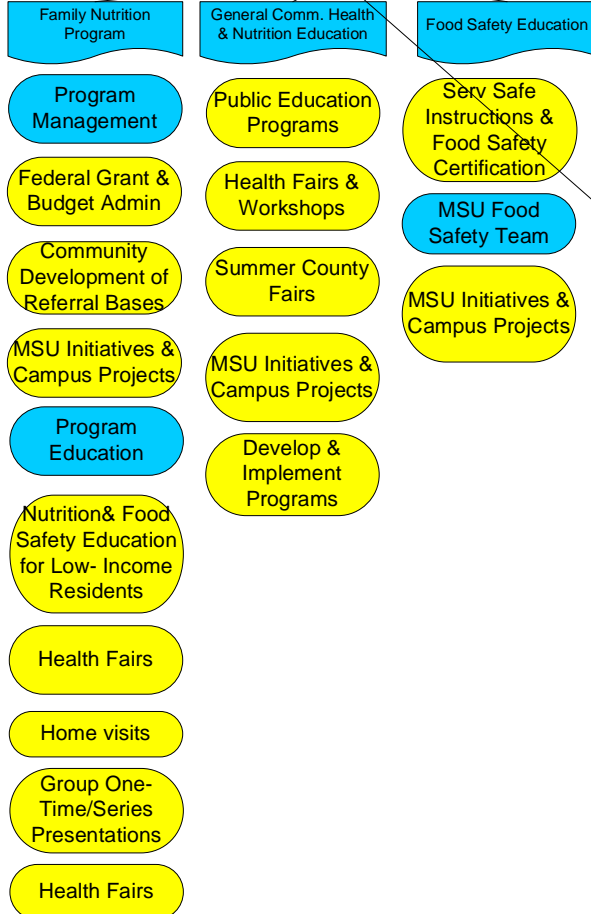 Family Nutrition
Program
Program
Management
Federal Grant &
Budget Admin
Community
Development of
Referral Bases
MSU Initiatives &
Campus Projects
Program
Education
Nutrition& Food
Safety Education
for Low- Income
Residents
Health Fairs
Home visits
Group One-
Time/Series
Presentations
Health Fairs
General Comm. Health
& Nutrition Education
Public Education
Programs
Health Fairs &
Workshops
Summer County
Fairs
MSU Initiatives &
Campus Projects
Develop &
Implement
Programs
Food Safety Education
Serv Safe
Instructions &
Food Safety
Certification
MSU Food
Safety Team
MSU Initiatives &
Campus Projects